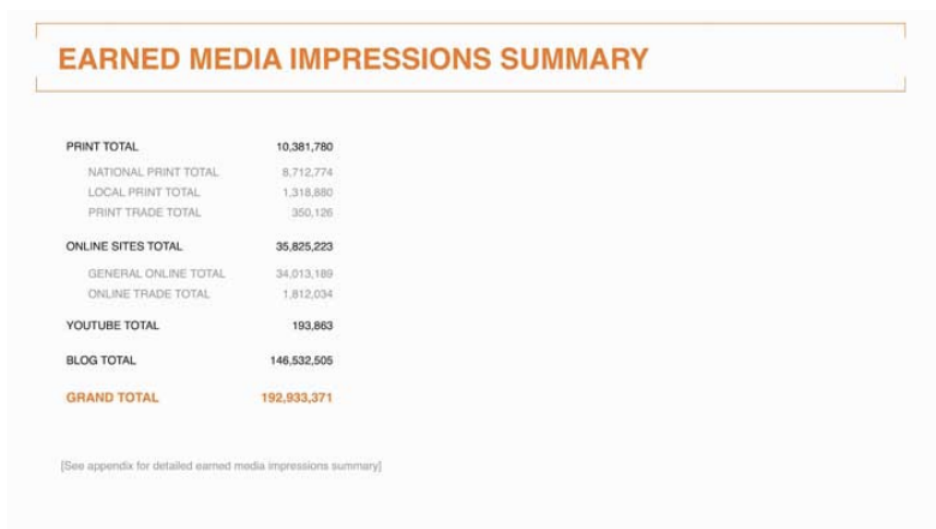 EARNED MEDIA IMPRESSIONS SUMMARY
PRINT TOTAL 10,381,780
NATIONAL PRINT TOTAL 8,712,774
LOCAL PRINT TOTAL 1,318,880
PRINT TRADE TOTAL 350,126
ONLINE SITES TOTAL 35,825,223
GENERAL ONLINE TOTAL 34,013,189
ONLINE TRADE TOTAL 1,812,034
YOUTUBE TOTAL 193,863
BLOG TOTAL 146,532,505
GRAND TOTAL 192,933,371
[See appendix for detailed earned media impressions summary]